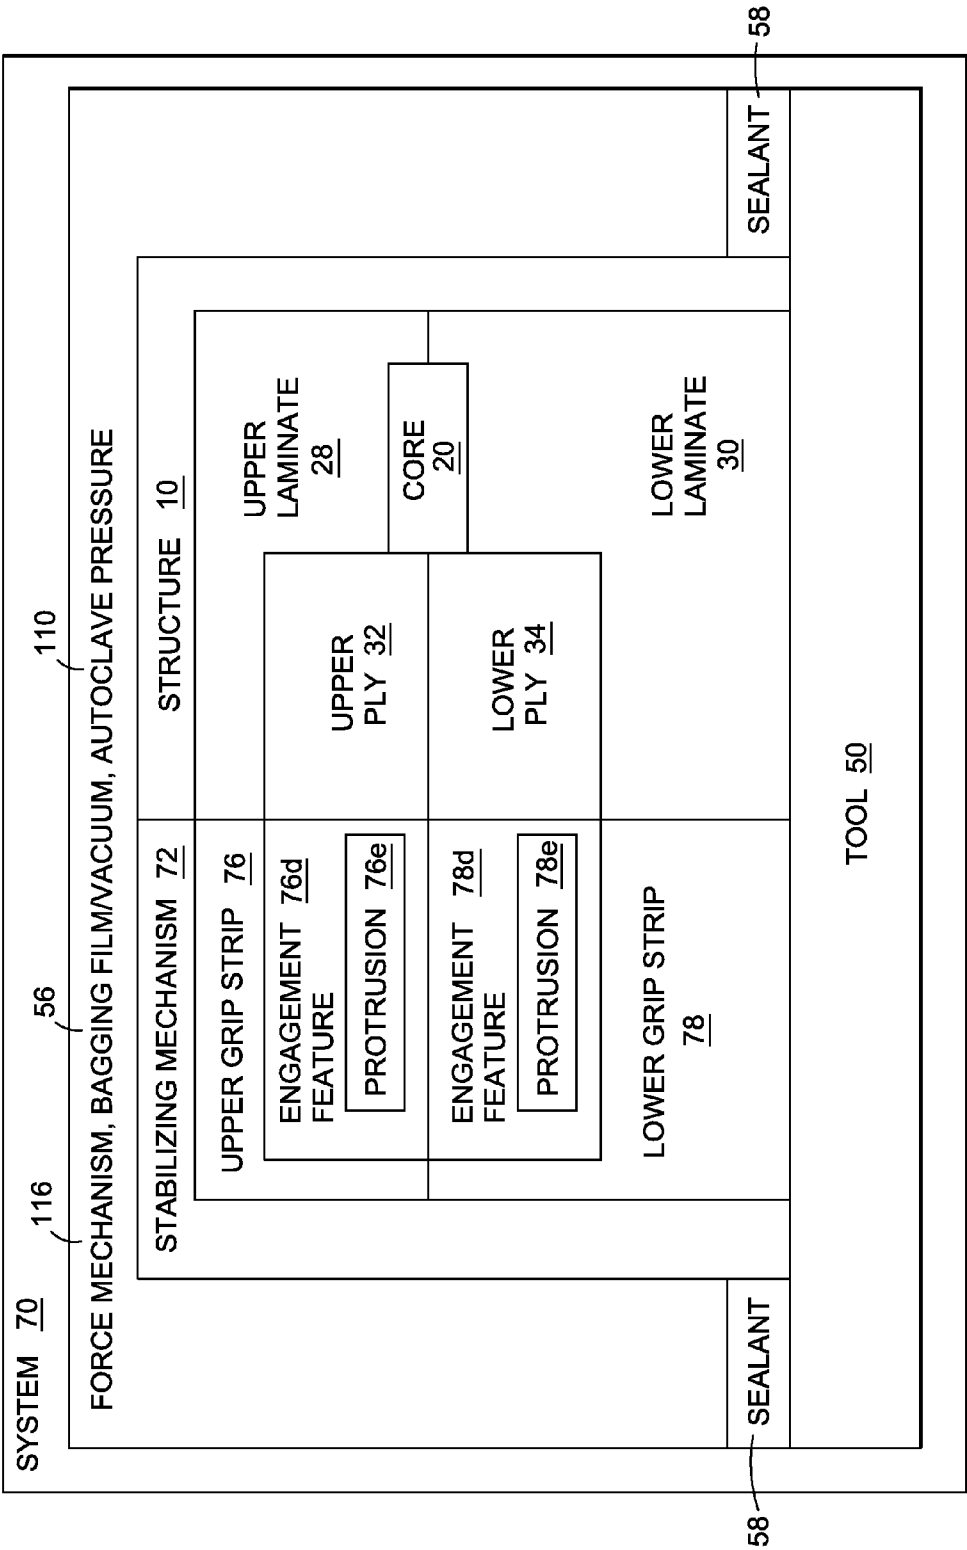 SYSTEM 70
116
56
110
FORCE MECHANISM, BAGGING FILM/VACUUM, AUTOCLAVE PRESSURE
STABILIZING MECHANISM 72
STRUCTURE 10
UPPER GRIP STRIP 76
ENGAGEMENT 76d
FEATURE
PROTRUSION 76e
ENGAGEMENT 78d
FEATURE
PROTRUSION 78e
LOWER GRIP STRIP
78
UPPER
PLY 32
LOWER
PLY 34
UPPER
LAMINATE
28
CORE
20
LOWER
LAMINATE
30
SEALANT
58
SEALANT
58
TOOL 50